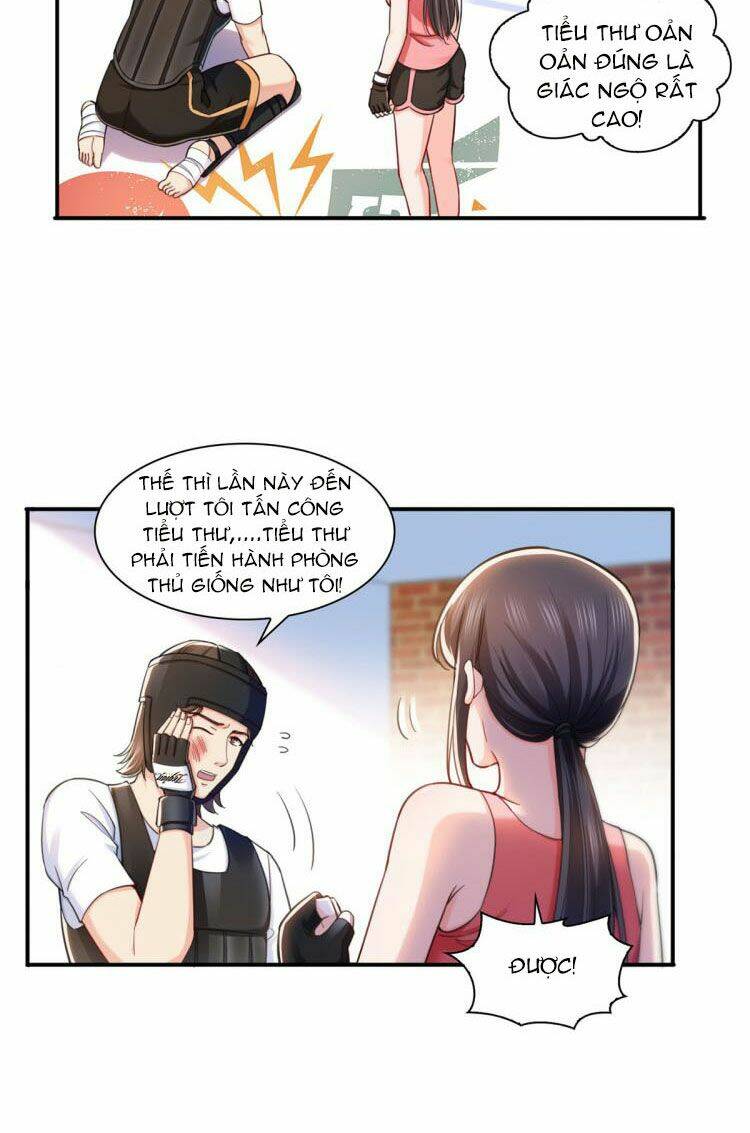 TIỂU THƯ OẢN
OẢN ĐÚNG LÀ
GIÁC NGỘ RẤT
CAO!
THẾ THÌ LẦN NÀY ĐẾN
LƯỢT TÔI TẤN CÔNG
TIỂU THƯ,....TIỂU THƯ
PHẢI TIẾN HÀNH PHÒNG
THỦ GIỐNG NHƯ TÔI!
ĐƯỢC!